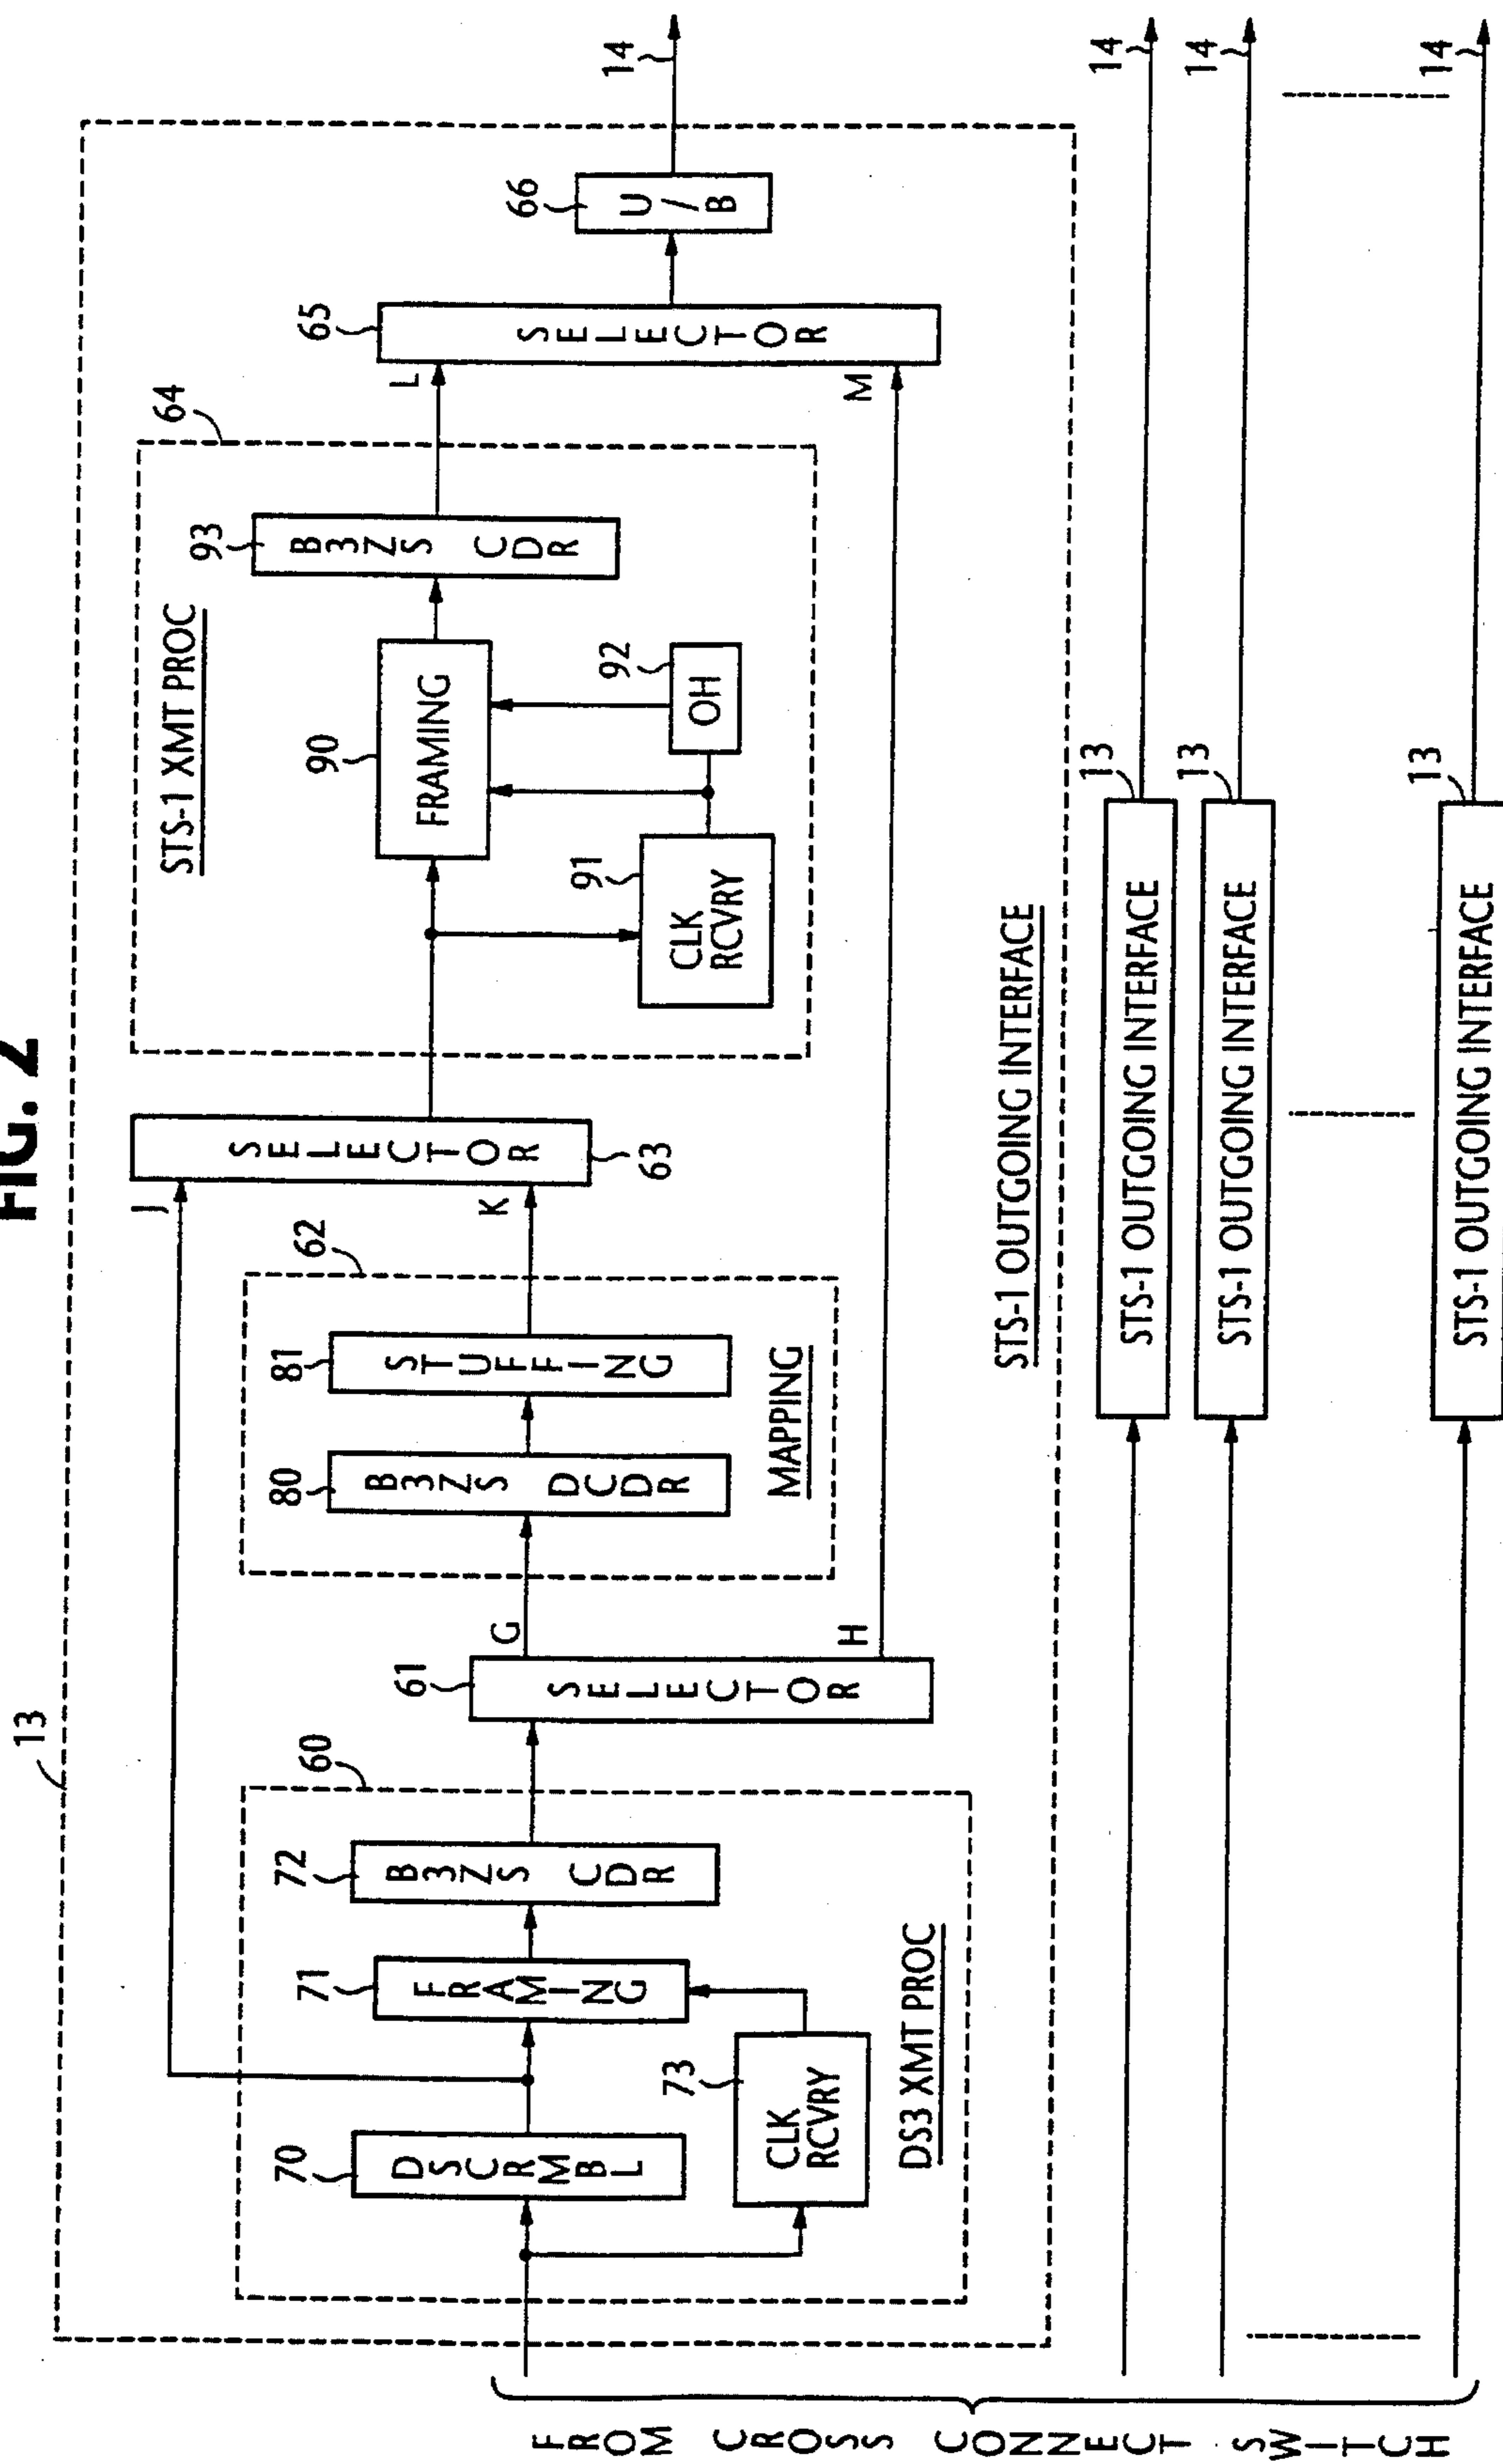 FIG. 2
13
60
70
DSCRMBL
71
FRAMING
72
B3ZS CDR
73
CLK
RCVRY
DS3 XMT PROC
61
SELECTOR
G
H
62
80
B3ZS DCDR
81
STUFFING
MAPPING
J
K
SELECTOR
63
64
STS-1 XMT PROC
90
FRAMING
91
CLK
RCVRY
92
OH
93
B3ZS CDR
L
M
65
SELECTOR
66
U/B
14
STS-1 OUTGOING INTERFACE
STS-1 OUTGOING INTERFACE
13
14
STS-1 OUTGOING INTERFACE
13
14
STS-1 OUTGOING INTERFACE
13
14
FROM CROSS CONNECT SWITCH